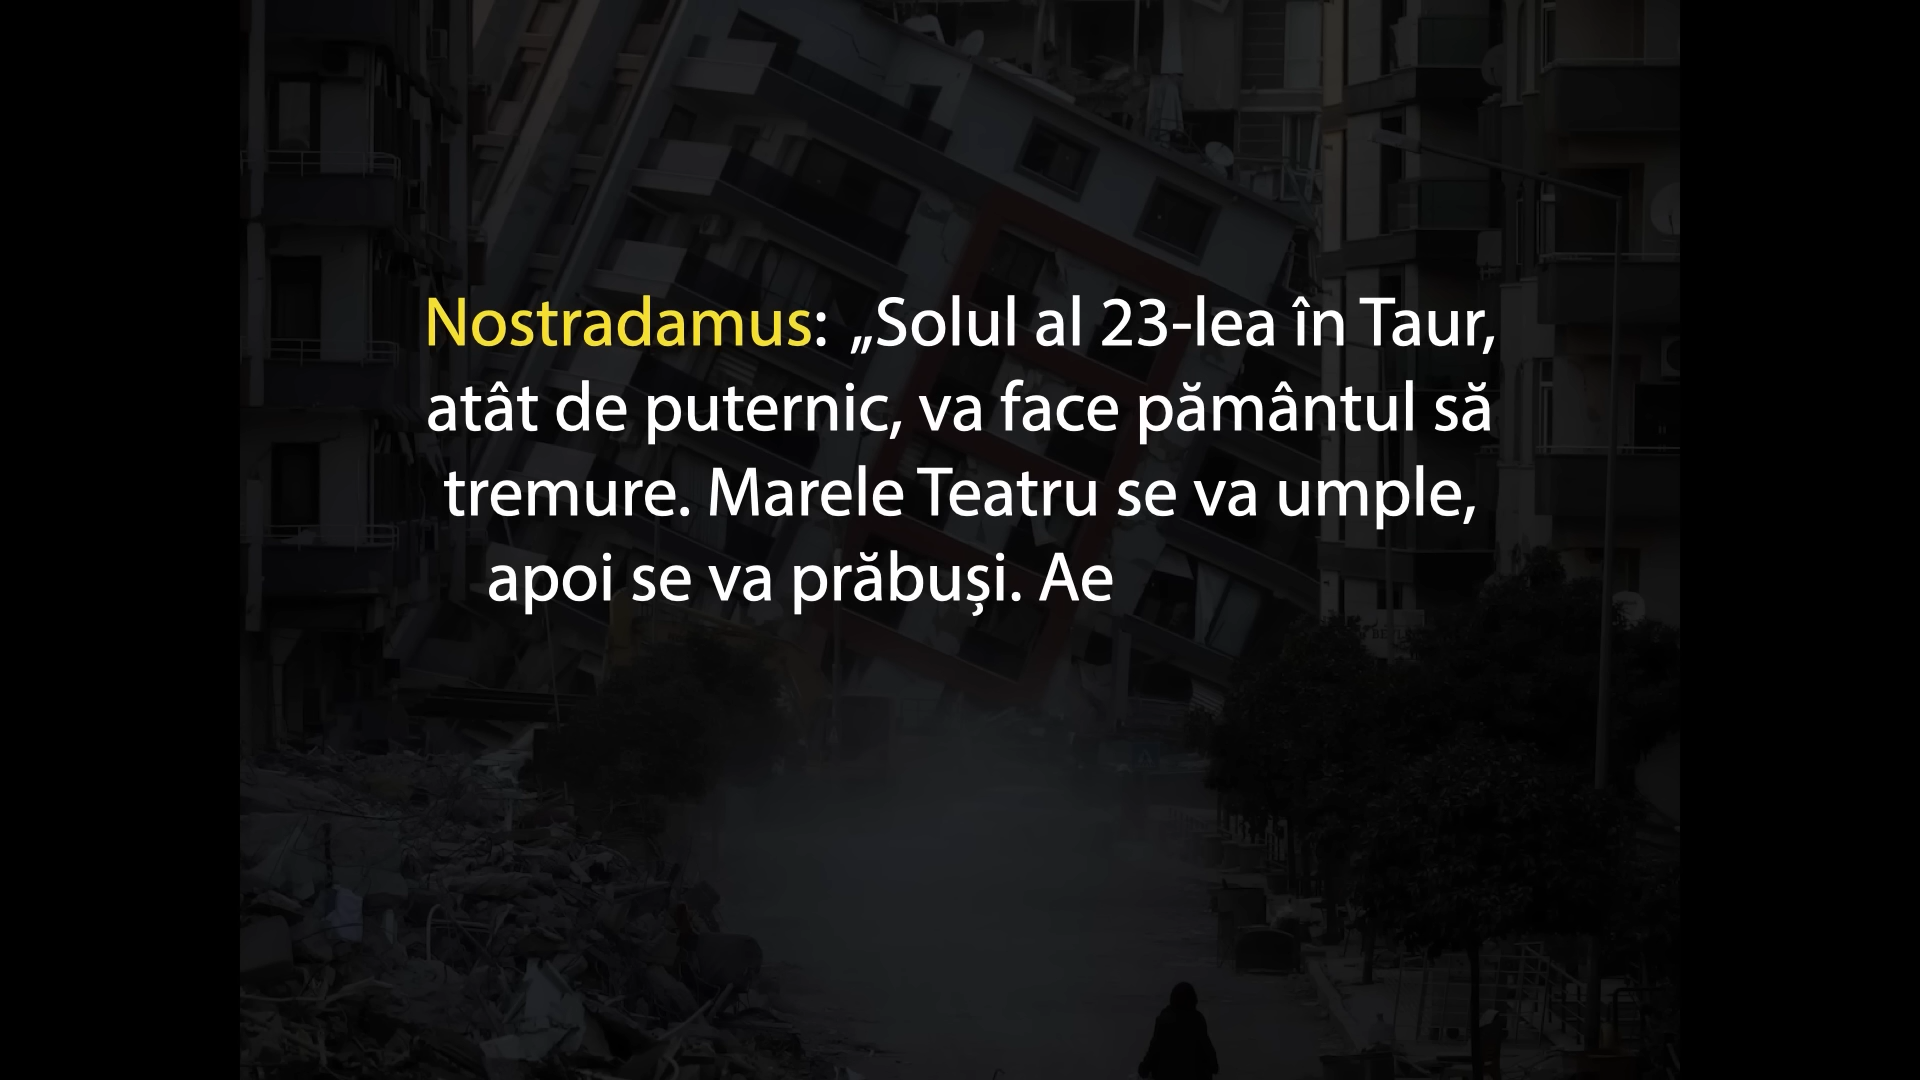 Nostradamus: „Solul al 23-lea în Taur,
atât de puternic, va face pământul să
tremure. Marele Teatru se va umple,
apoi se va prăbuși. Ae